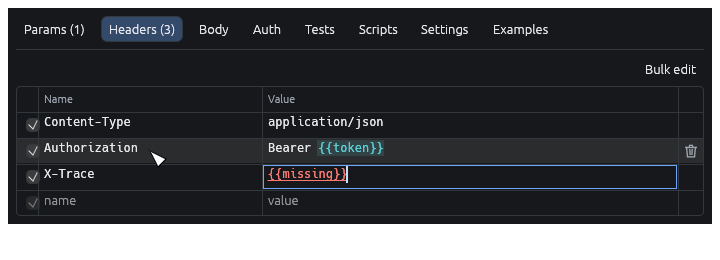 Params (1) Headers (3) Body Auth Tests Scripts Settings Examples
Bulk edit
Name Value
Content-Type application/json
Authorization Bearer {{token}}
X-Trace {{missing}}
name value